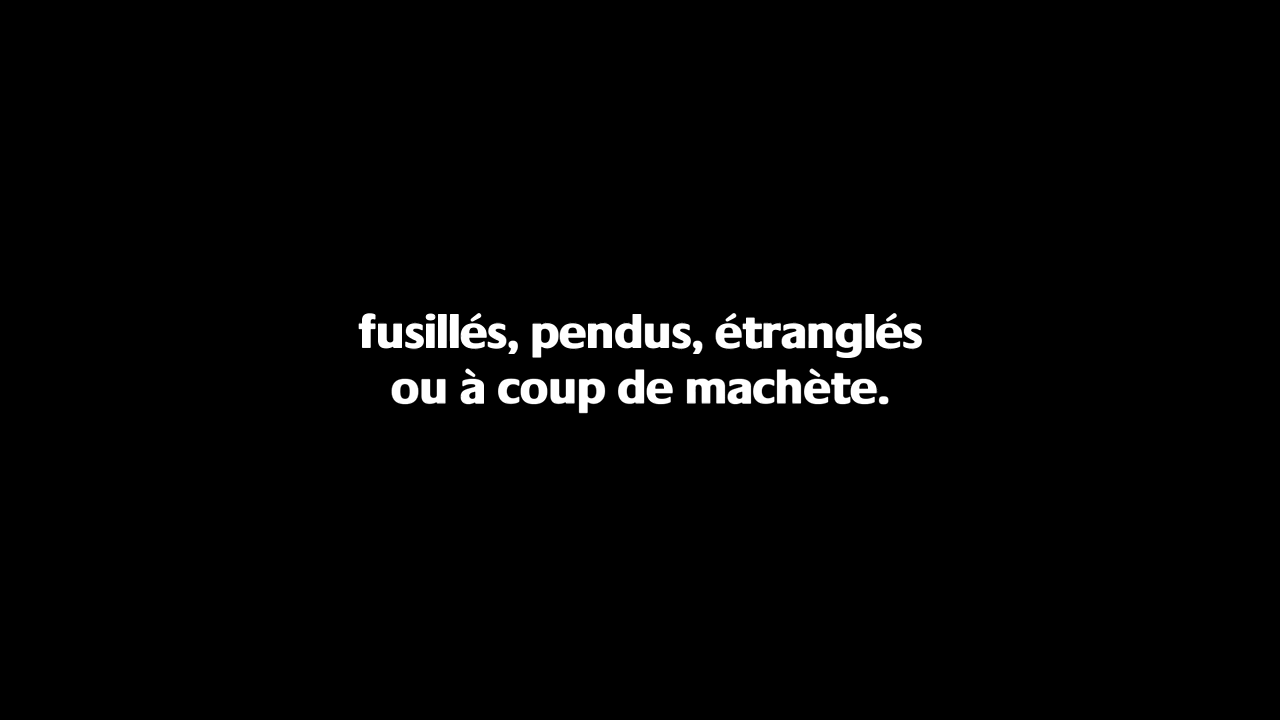 fusillés, pendus, étranglés
ou à coup de machète.